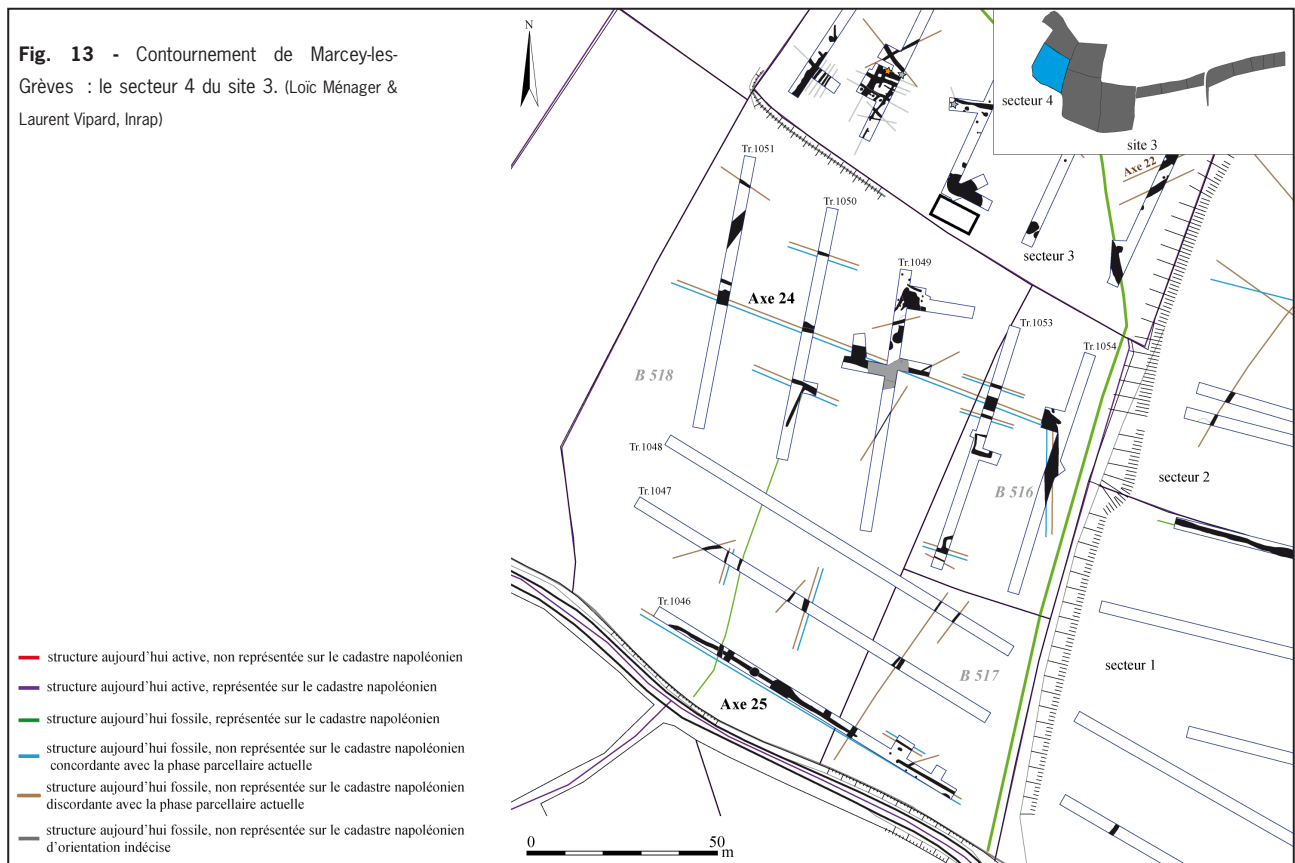 Fig. 13 - Contournement de Marcey-les-
Grèves : le secteur 4 du site 3. (Loïc Ménager &
Laurent Vipard, Inrap)
N
secteur 4
site 3
Axe 22
Tr.1051
Tr.1050
secteur 3
Tr.1049
Axe 24
Tr.1053
Tr.1054
B 518
Tr.1048
secteur 2
Tr.1047
B 516
Tr.1046
secteur 1
B 517
Axe 25
structure aujourd'hui active, non représentée sur le cadastre napoléonien
structure aujourd'hui active, représentée sur le cadastre napoléonien
structure aujourd'hui fossile, représentée sur le cadastre napoléonien
structure aujourd'hui fossile, non représentée sur le cadastre napoléonien
concordante avec la phase parcellaire actuelle
structure aujourd'hui fossile, non représentée sur le cadastre napoléonien
discordante avec la phase parcellaire actuelle
structure aujourd'hui fossile, non représentée sur le cadastre napoléonien
d'orientation indécise
0 50
m